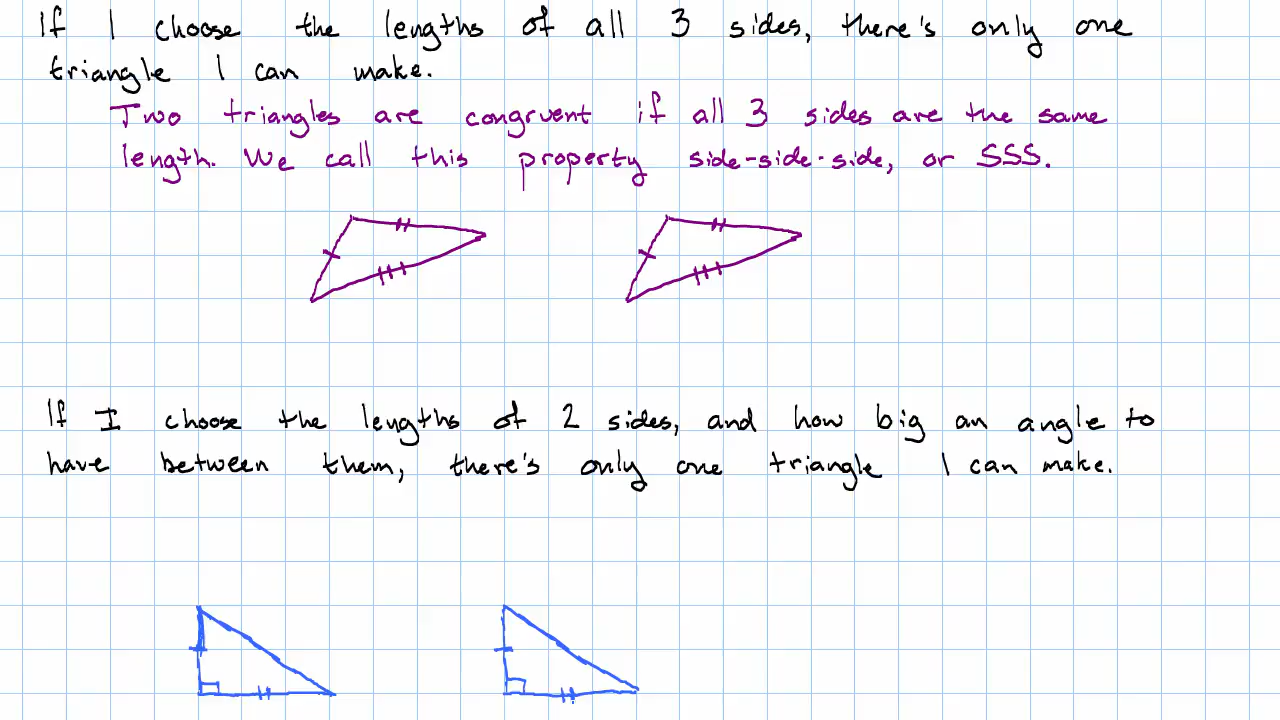 If I choose the lengths of all 3 sides, there's only one
triangle I can make.
Two triangles are congruent if all 3 sides are the same
length. We call this property side-side-side, or SSS.
If I choose the lengths of 2 sides, and how big an angle to
have between them, there's only one triangle I can make.